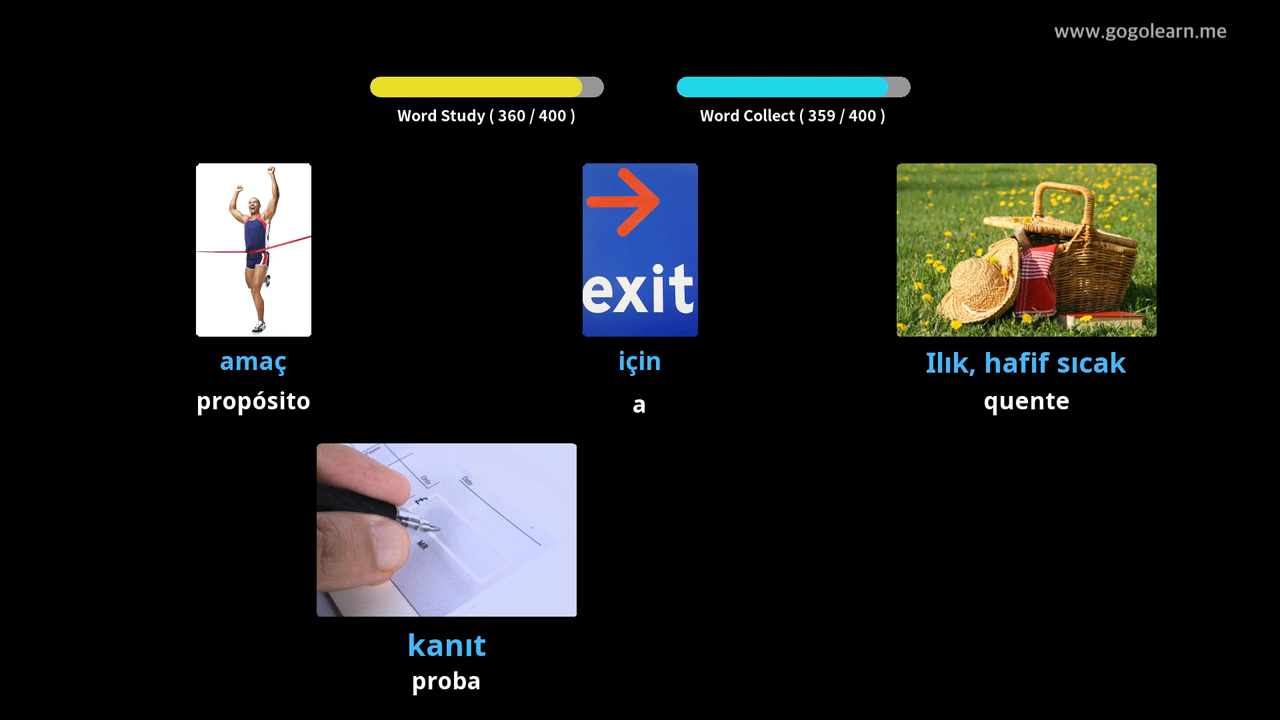 www.gogolearn.me
Word Study ( 360 / 400 )
Word Collect ( 359 / 400 )
exit
amaç
propósito
için
a
Ilık, hafif sıcak
quente
Date
kanıt
proba